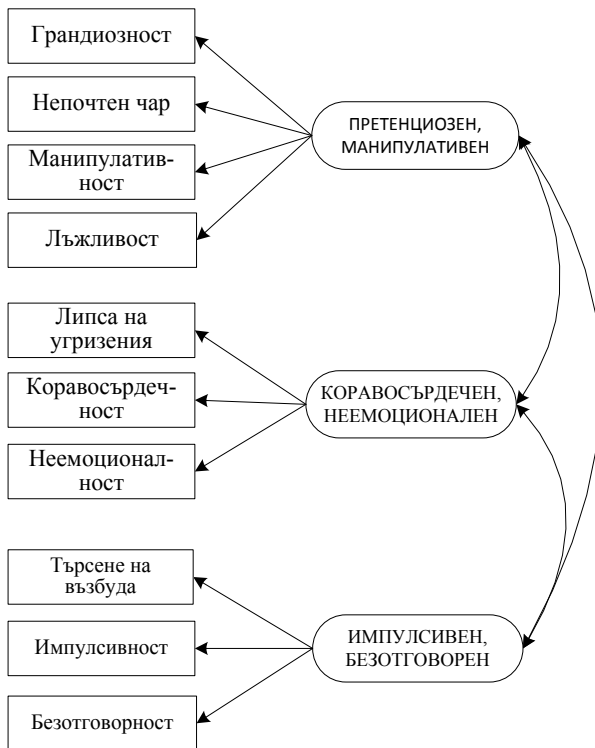 Грандиозност
Непочтен чар
Манипулатив-
ност
Лъжливост
ПРЕТЕНЦИОЗЕН,
МАНИПУЛАТИВЕН
Липса на
угризения
Коравосърдеч-
ност
Неемоционал-
ност
КОРАВОСЪРДЕЧЕН,
НЕЕМОЦИОНАЛЕН
Търсене на
възбуда
Импулсивност
Безотговорност
ИМПУЛСИВЕН,
БЕЗОТГОВОРЕН